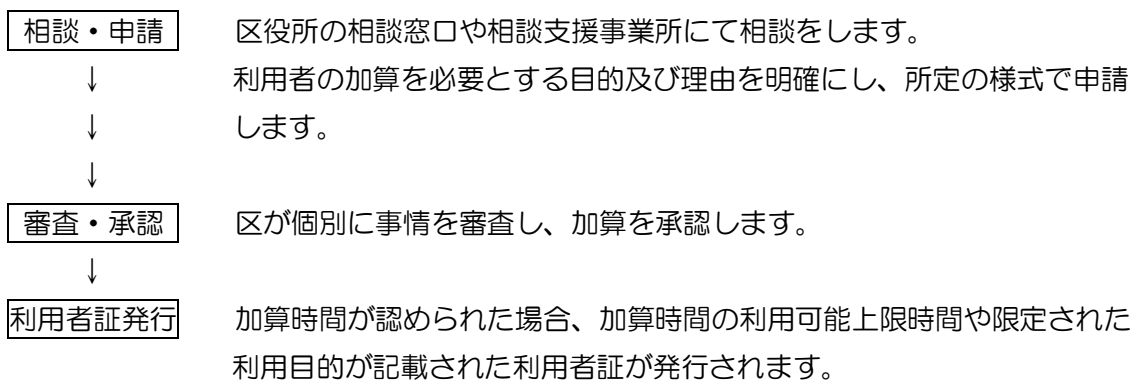 相談・申請 区役所の相談窓口や相談支援事業所にて相談をします。
↓ 利用者の加算を必要とする目的及び理由を明確にし、所定の様式で申請
↓ します。
↓
審査・承認 区が個別に事情を審査し、加算を承認します。
↓
利用者証発行 加算時間が認められた場合、加算時間の利用可能上限時間や限定された
利用目的が記載された利用者証が発行されます。